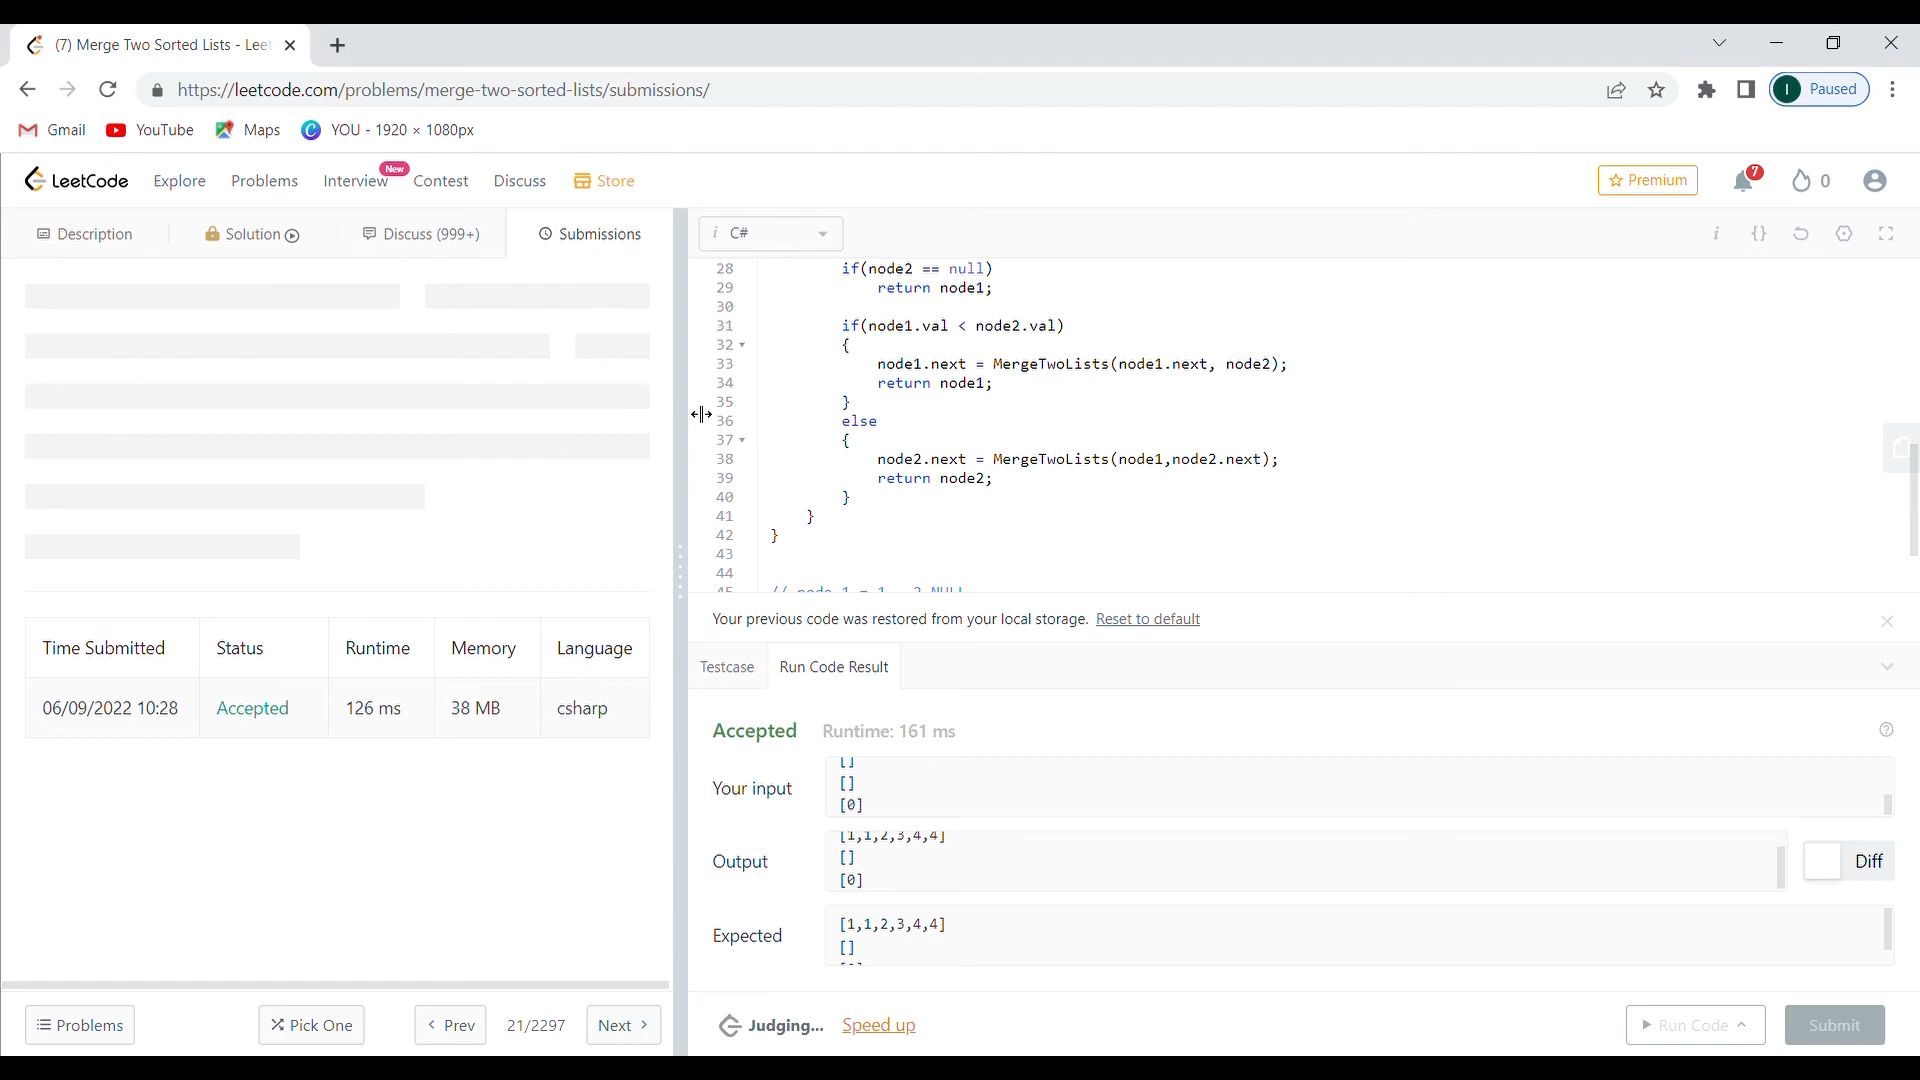 (7) Merge Two Sorted Lists - Leet
https://leetcode.com/problems/merge-two-sorted-lists/submissions/
I Paused
Gmail YouTube Maps YOU - 1920 × 1080px
LeetCode Explore Problems Interview New Contest Discuss Store
Premium 7 0
Description Solution Discuss (999+) Submissions
i C#
28 if(node2 == null)
29 return node1;
30
31 if(node1.val < node2.val)
32 {
33 node1.next = MergeTwoLists(node1.next, node2);
34 return node1;
35 }
36 else
37 {
38 node2.next = MergeTwoLists(node1,node2.next);
39 return node2;
40 }
41 }
42 }
43
44
45 // node 1 = 1 2 NULL
Your previous code was restored from your local storage. Reset to default
Time Submitted Status Runtime Memory Language
06/09/2022 10:28 Accepted 126 ms 38 MB csharp
Testcase Run Code Result
Accepted Runtime: 161 ms
Your input
[]
[]
[0]
Output
[1,1,2,3,4,4]
[]
[0]
Diff
Expected
[1,1,2,3,4,4]
[]
Problems Pick One < Prev 21/2297 Next >
Judging... Speed up
Run Code Submit